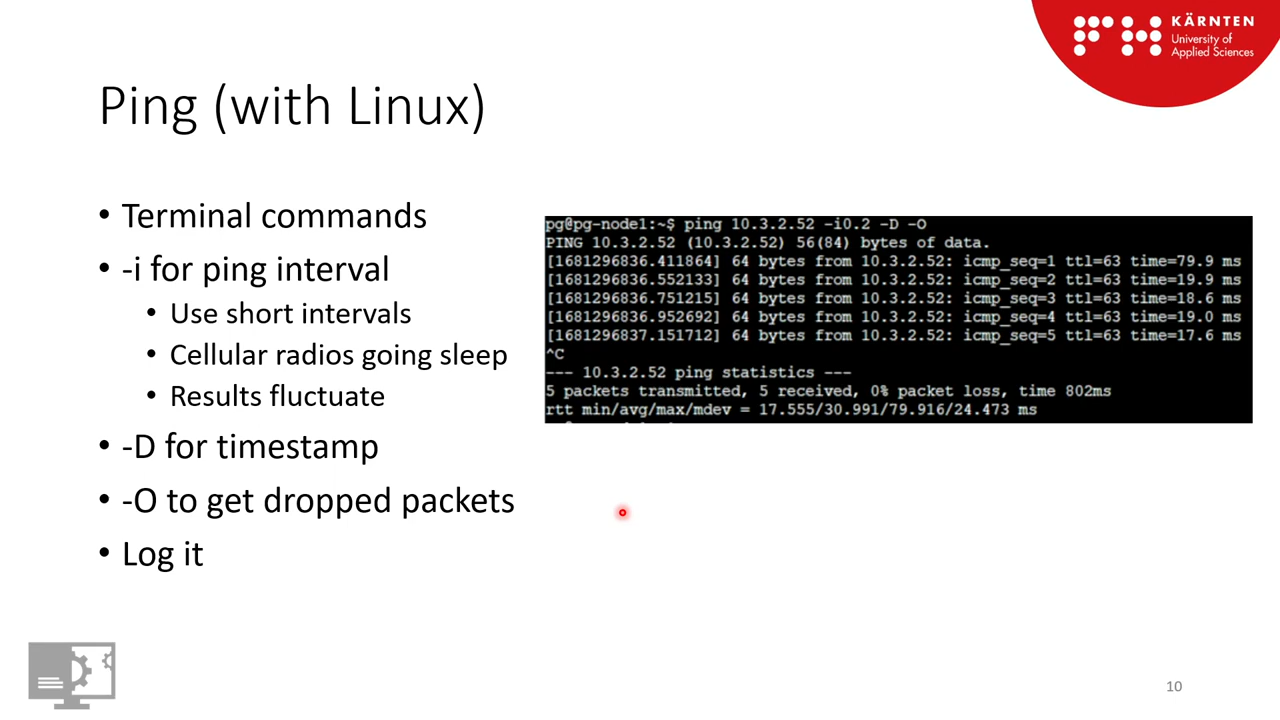 KÄRNTEN
University of
Applied Sciences
Ping (with Linux)
• Terminal commands
• -i for ping interval
• Use short intervals
• Cellular radios going sleep
• Results fluctuate
• -D for timestamp
• -O to get dropped packets
• Log it
pg@pg-node1:~$ ping 10.3.2.52 -i0.2 -D -O
PING 10.3.2.52 (10.3.2.52) 56(84) bytes of data.
[1681296836.411864] 64 bytes from 10.3.2.52: icmp_seq=1 ttl=63 time=79.9 ms
[1681296836.552133] 64 bytes from 10.3.2.52: icmp_seq=2 ttl=63 time=19.9 ms
[1681296836.751215] 64 bytes from 10.3.2.52: icmp_seq=3 ttl=63 time=18.6 ms
[1681296836.952692] 64 bytes from 10.3.2.52: icmp_seq=4 ttl=63 time=19.0 ms
[1681296837.151712] 64 bytes from 10.3.2.52: icmp_seq=5 ttl=63 time=17.6 ms
^C
--- 10.3.2.52 ping statistics ---
5 packets transmitted, 5 received, 0% packet loss, time 802ms
rtt min/avg/max/mdev = 17.555/30.991/79.916/24.473 ms
10